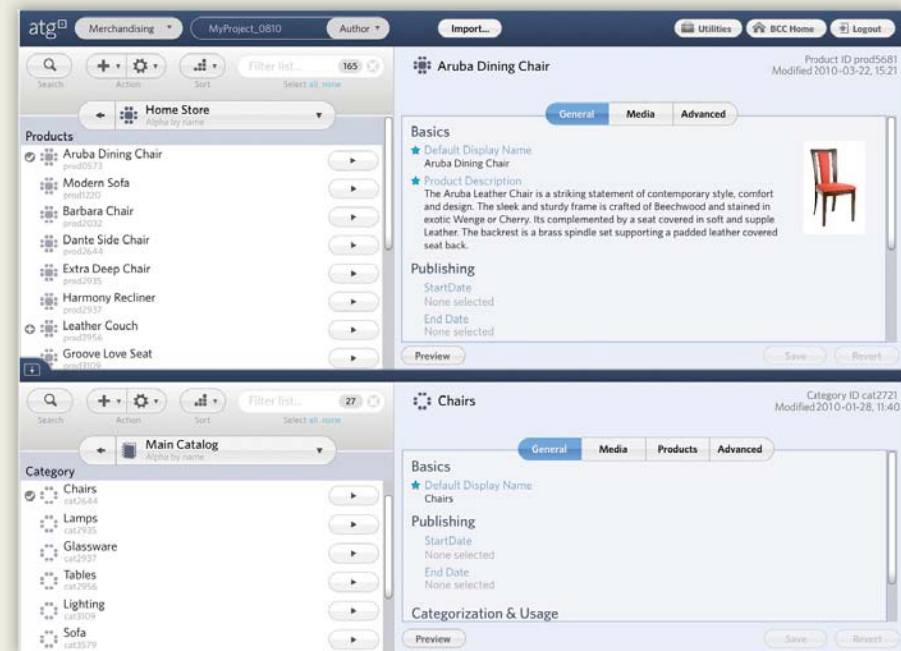 atg Merchandising MyProject_0810 Author Import... Utilities BCC Home Logout
Filter list... 165
Search Action Sort Select all none
Home Store
Alpha by name
Products
Aruba Dining Chair
prod0573
Modern Sofa
prod1220
Barbara Chair
prod2032
Dante Side Chair
prod2644
Extra Deep Chair
prod2935
Harmony Recliner
prod2937
Leather Couch
prod2956
Groove Love Seat
prod3109
Aruba Dining Chair
Product ID prod5681
Modified 2010-03-22, 15:21
General Media Advanced
Basics
Default Display Name
Aruba Dining Chair
Product Description
The Aruba Leather Chair is a striking statement of contemporary style, comfort
and design. The sleek and sturdy frame is crafted of Beechwood and stained in
exotic Wenge or Cherry. Its complemented by a seat covered in soft and supple
Leather. The backrest is a brass spindle set supporting a padded leather covered
seat back.
Publishing
StartDate
None selected
End Date
None selected
Preview Save Revert
Filter list... 27
Search Action Sort Select all none
Main Catalog
Alpha by name
Category
Chairs
cat2644
Lamps
cat2935
Glassware
cat2937
Tables
cat2956
Lighting
cat3109
Sofa
cat3579
Chairs
Category ID cat2721
Modified 2010-01-28, 11:40
General Media Products Advanced
Basics
Default Display Name
Chairs
Publishing
StartDate
None selected
End Date
None selected
Categorization & Usage
Preview Save Revert